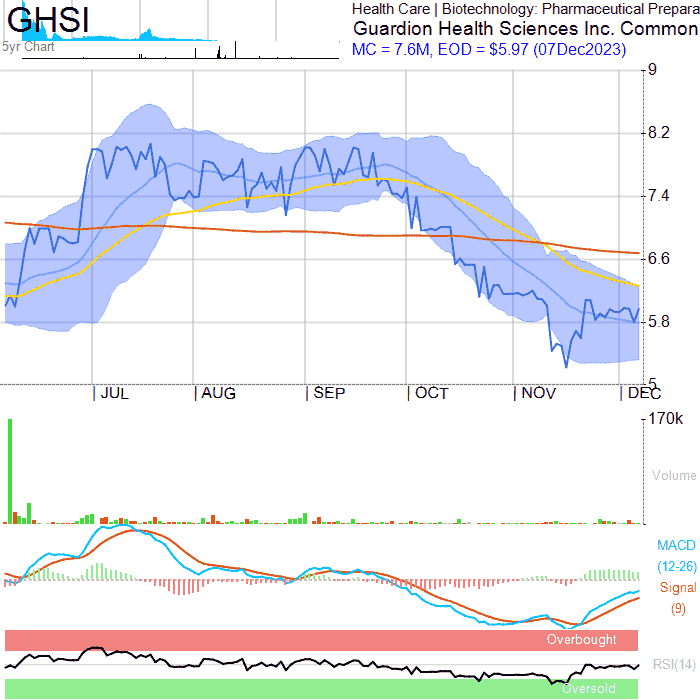 GHSI
Health Care | Biotechnology: Pharmaceutical Prepara
Guardion Health Sciences Inc. Common
5yr Chart
MC = 7.6M, EOD = $5.97 (07Dec2023)
9
8.2
7.4
6.6
5.8
5
JUL AUG SEP OCT NOV DEC
170k
Volume
MACD
(12-26)
Signal
(9)
Overbought
RSI(14)
Oversold